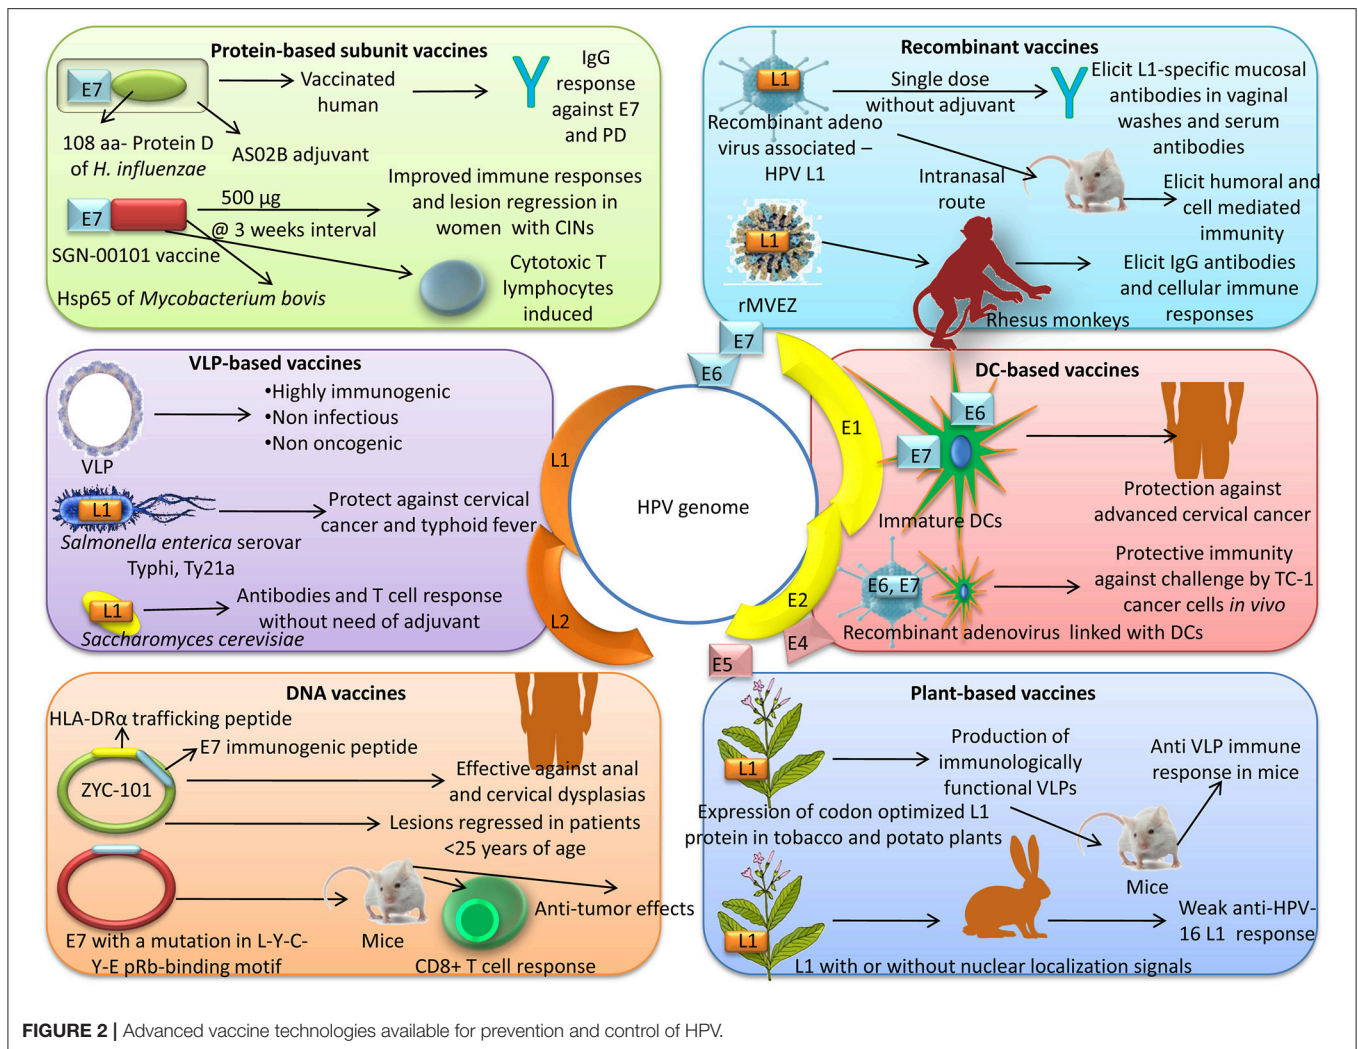 Protein-based subunit vaccines
E7
Vaccinated
human
IgG
response
against E7
and PD
108 aa- Protein D
of H. influenzae
AS02B adjuvant
E7
500 µg
@ 3 weeks interval
Improved immune responses
and lesion regression in
women with CINs
SGN-00101 vaccine
Hsp65 of Mycobacterium bovis
Cytotoxic T
lymphocytes
induced
Recombinant vaccines
L1
Single dose
without adjuvant
Elicit L1-specific mucosal
antibodies in vaginal
washes and serum
antibodies
Recombinant adeno
virus associated –
HPV L1
Intranasal
route
Elicit humoral and
cell mediated
immunity
L1
rMVEZ
Rhesus monkeys
Elicit IgG antibodies
and cellular immune
responses
VLP-based vaccines
VLP
•Highly immunogenic
•Non infectious
•Non oncogenic
L1
Protect against cervical
cancer and typhoid fever
Salmonella enterica serovar
Typhi, Ty21a
L1
Antibodies and T cell response
without need of adjuvant
Saccharomyces cerevisiae
E7
E6
E1
L1
HPV genome
L2
E2
E4
E5
DC-based vaccines
E6
E7
Immature DCs
Protection against
advanced cervical cancer
E6, E7
Protective immunity
against challenge by TC-1
cancer cells in vivo
Recombinant adenovirus linked with DCs
DNA vaccines
HLA-DRα trafficking peptide
E7 immunogenic peptide
ZYC-101
Effective against anal
and cervical dysplasias
Lesions regressed in patients
<25 years of age
Mice
Anti-tumor effects
E7 with a mutation in L-Y-C-
Y-E pRb-binding motif
CD8+ T cell response
Plant-based vaccines
L1
Production of
immunologically
functional VLPs
Anti VLP immune
response in mice
Expression of codon optimized L1
protein in tobacco and potato plants
Mice
L1
Weak anti-HPV-
16 L1 response
L1 with or without nuclear localization signals
FIGURE 2 | Advanced vaccine technologies available for prevention and control of HPV.